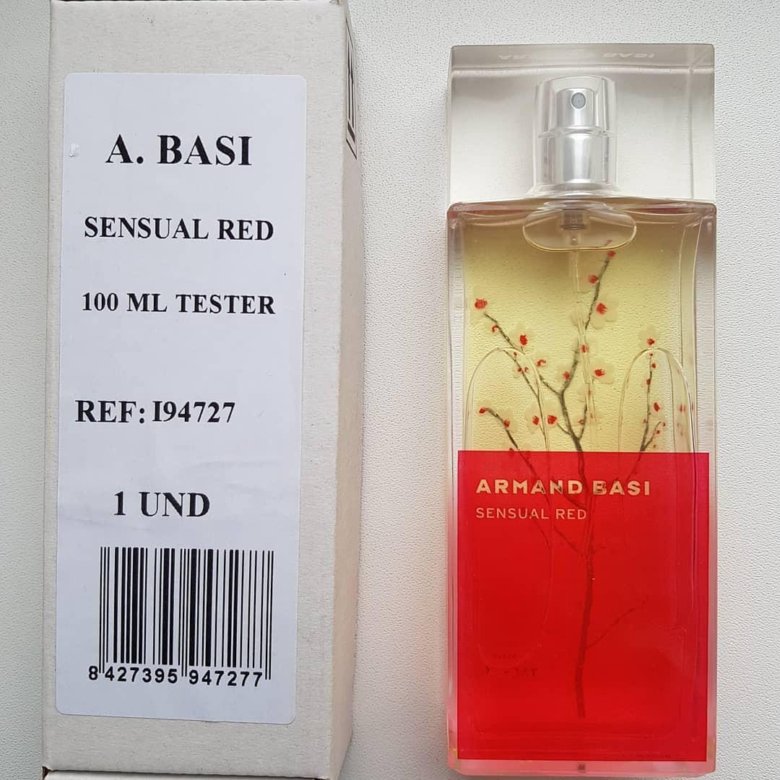 A. BASI
SENSUAL RED
100 ML TESTER
REF: I94727
1 UND
8 427395 947277
ARMAND BASI
SENSUAL RED